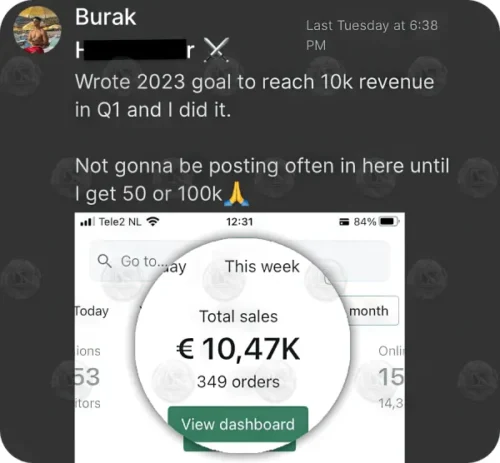 Burak
Last Tuesday at 6:38
PM
H r
Wrote 2023 goal to reach 10k revenue
in Q1 and I did it.
Not gonna be posting often in here until
I get 50 or 100k🙏
Tele2 NL 12:31 84%
Go to...
ay This week
Today month
Total sales
€ 10,47K
349 orders
ions Onli
53 15
itors 14,3
View dashboard